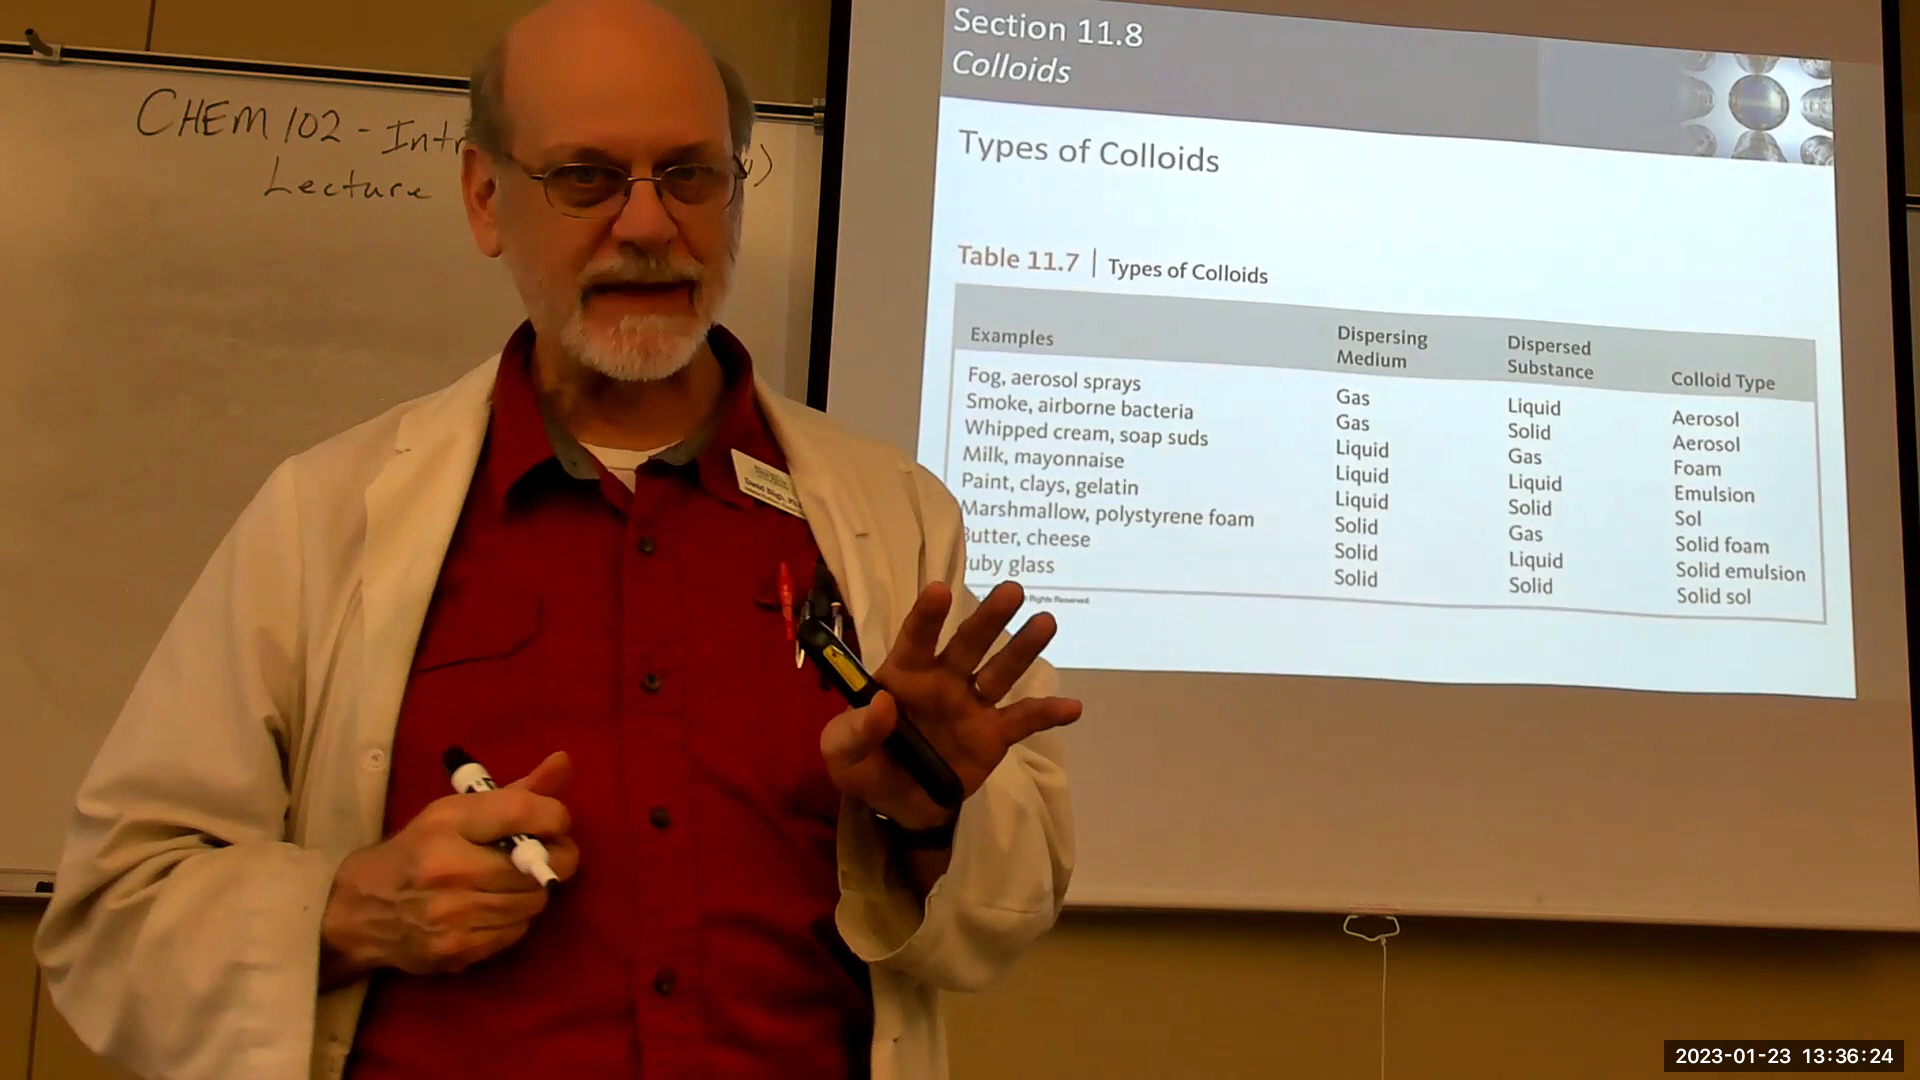 CHEM 102 - Intr
Lecture
Section 11.8
Colloids
Types of Colloids
Table 11.7 | Types of Colloids
Examples Dispersing Medium Dispersed Substance Colloid Type
Fog, aerosol sprays Gas Liquid Aerosol
Smoke, airborne bacteria Gas Solid Aerosol
Whipped cream, soap suds Liquid Gas Foam
Milk, mayonnaise Liquid Liquid Emulsion
Paint, clays, gelatin Liquid Solid Sol
Marshmallow, polystyrene foam Solid Gas Solid foam
Butter, cheese Solid Liquid Solid emulsion
uby glass Solid Solid Solid sol
Rights Reserved.
2023-01-23 13:36:24